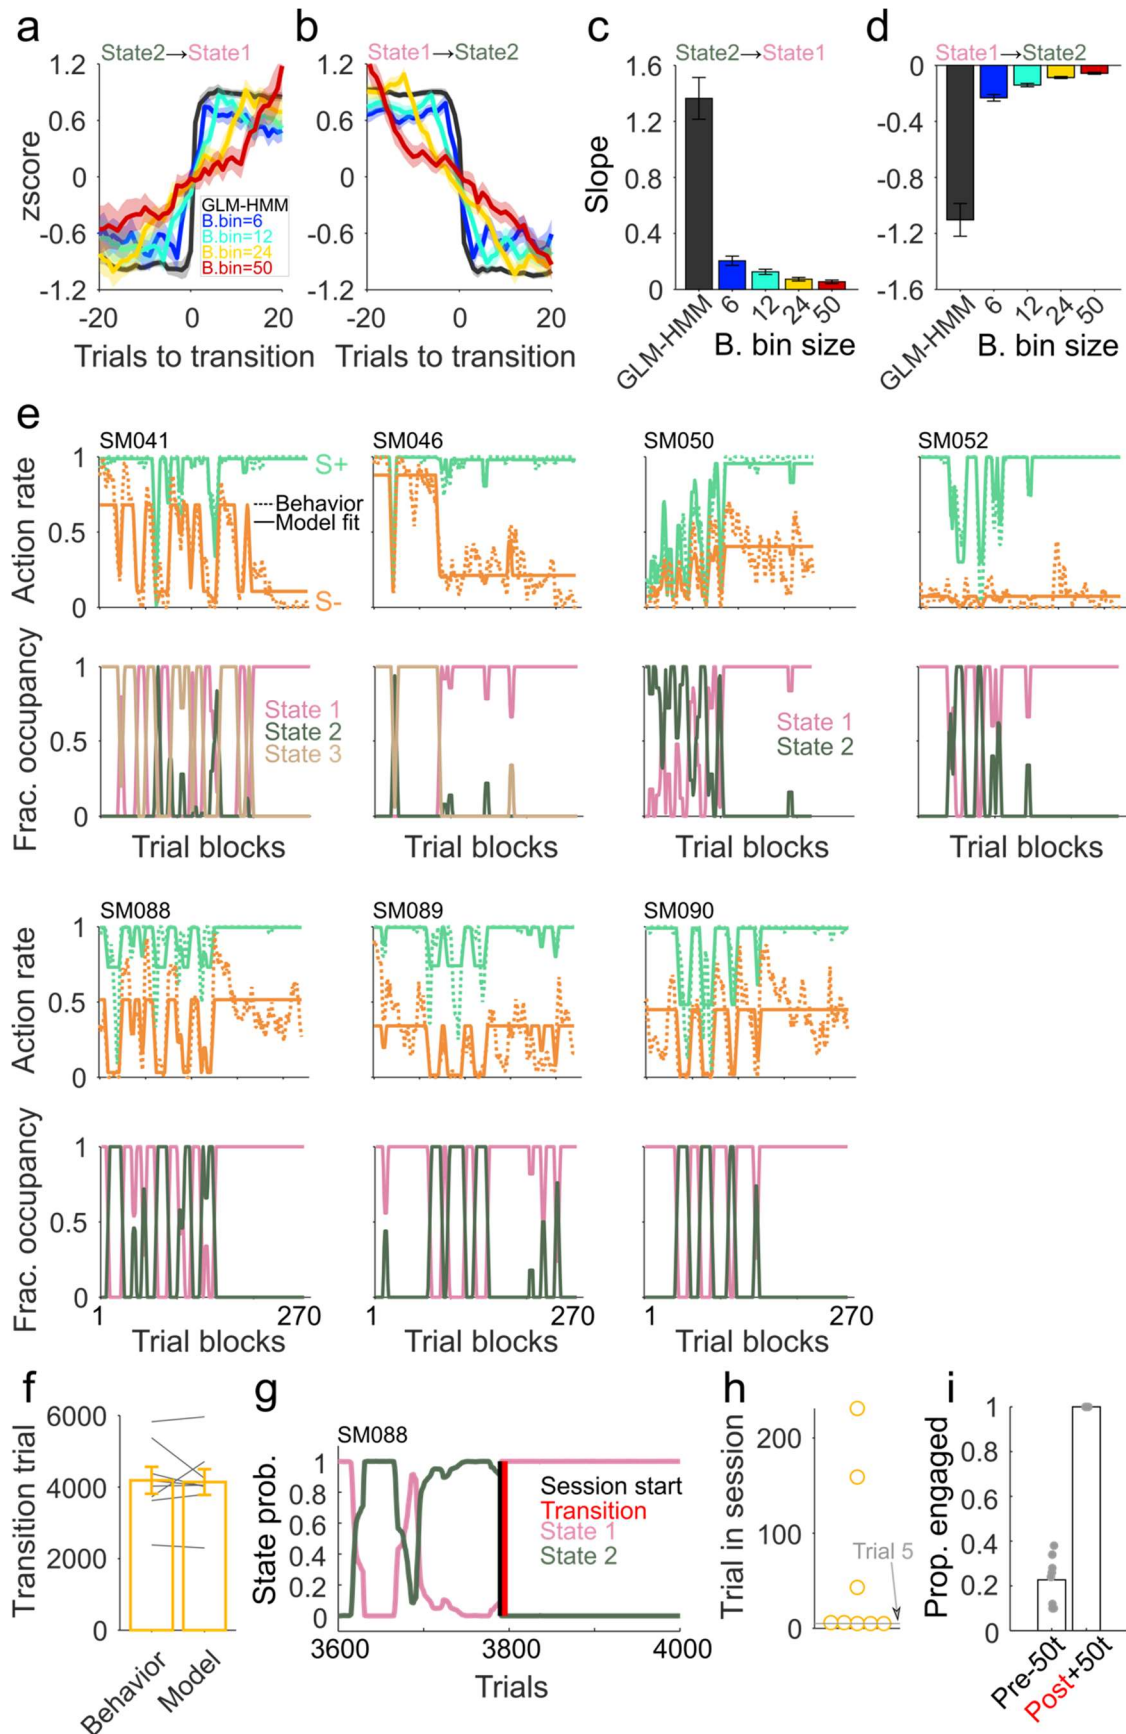 a
State2→State1
zscore
1.2
0.6
0
-0.6
-1.2
GLM-HMM
B.bin=6
B.bin=12
B.bin=24
B.bin=50
-20
0
20
Trials to transition
b
State1→State2
0
20
Trials to transition
c
State2→State1
Slope
1.6
1.2
0.8
0.4
0
GLM-HMM
6
12
24
50
B. bin size
d
State1→State2
0
-0.4
-0.8
-1.2
-1.6
GLM-HMM
6
12
24
50
B. bin size
e
SM041
SM046
SM050
SM052
Action rate
1
0.5
0
S+
Behavior
Model fit
S-
Frac. occupancy
1
0.5
0
State 1
State 2
State 3
State 1
State 2
Trial blocks
Trial blocks
Trial blocks
Trial blocks
SM088
SM089
SM090
Action rate
1
0.5
0
Frac. occupancy
1
0.5
0
1
270
Trial blocks
1
270
Trial blocks
1
270
Trial blocks
f
Transition trial
6000
4000
2000
0
Behavior
Model
g
SM088
State prob.
1
0.8
0.6
0.4
0.2
0
Session start
Transition
State 1
State 2
3600
3800
4000
Trials
h
Trial in session
200
100
0
Trial 5
i
Prop. engaged
1
0.8
0.6
0.4
0.2
0
Pre-50t
Post+50t